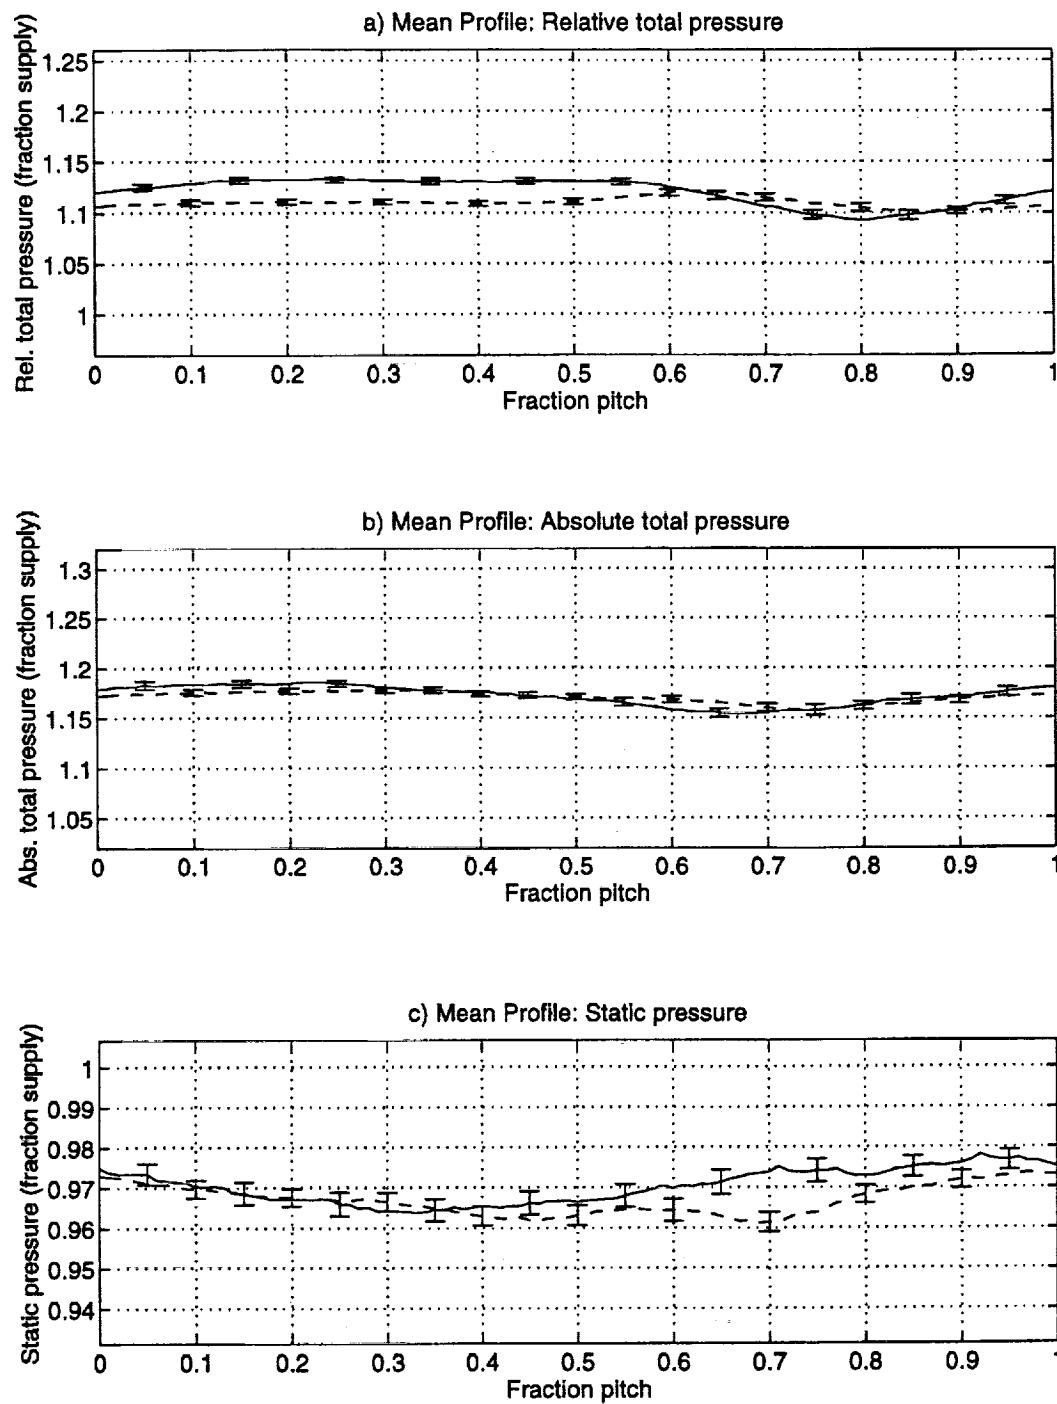 a) Mean Profile: Relative total pressure
Rel. total pressure (fraction supply)
1.25
1.2
1.15
1.1
1.05
1
0 0.1 0.2 0.3 0.4 0.5 0.6 0.7 0.8 0.9 1
Fraction pitch
b) Mean Profile: Absolute total pressure
Abs. total pressure (fraction supply)
1.3
1.25
1.2
1.15
1.1
1.05
0 0.1 0.2 0.3 0.4 0.5 0.6 0.7 0.8 0.9 1
Fraction pitch
c) Mean Profile: Static pressure
Static pressure (fraction supply)
1
0.99
0.98
0.97
0.96
0.95
0.94
0 0.1 0.2 0.3 0.4 0.5 0.6 0.7 0.8 0.9 1
Fraction pitch